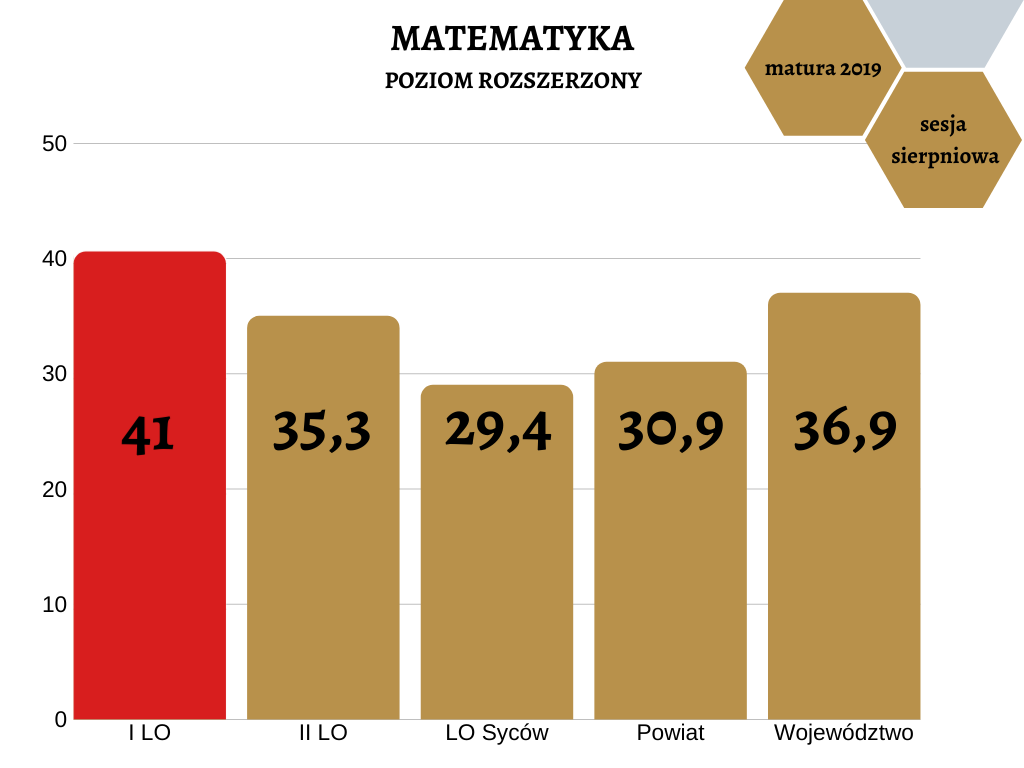 MATEMATYKA
POZIOM ROZSZERZONY
matura 2019
sesja
sierpniowa
50
40
30
20
10
0
41
35,3
29,4
30,9
36,9
I LO
II LO
LO Syców
Powiat
Województwo